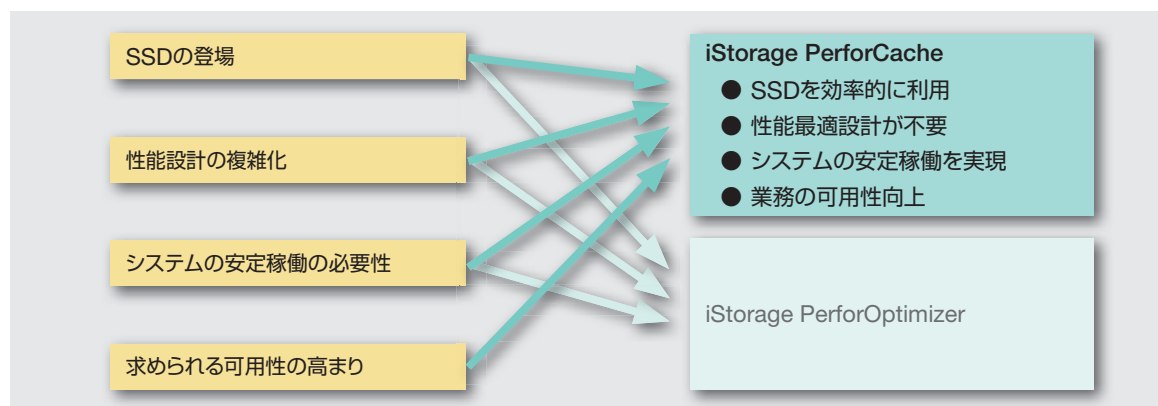 SSDの登場
性能設計の複雑化
システムの安定稼働の必要性
求められる可用性の高まり
iStorage PerforCache
● SSDを効率的に利用
● 性能最適設計が不要
● システムの安定稼働を実現
● 業務の可用性向上
iStorage PerforOptimizer